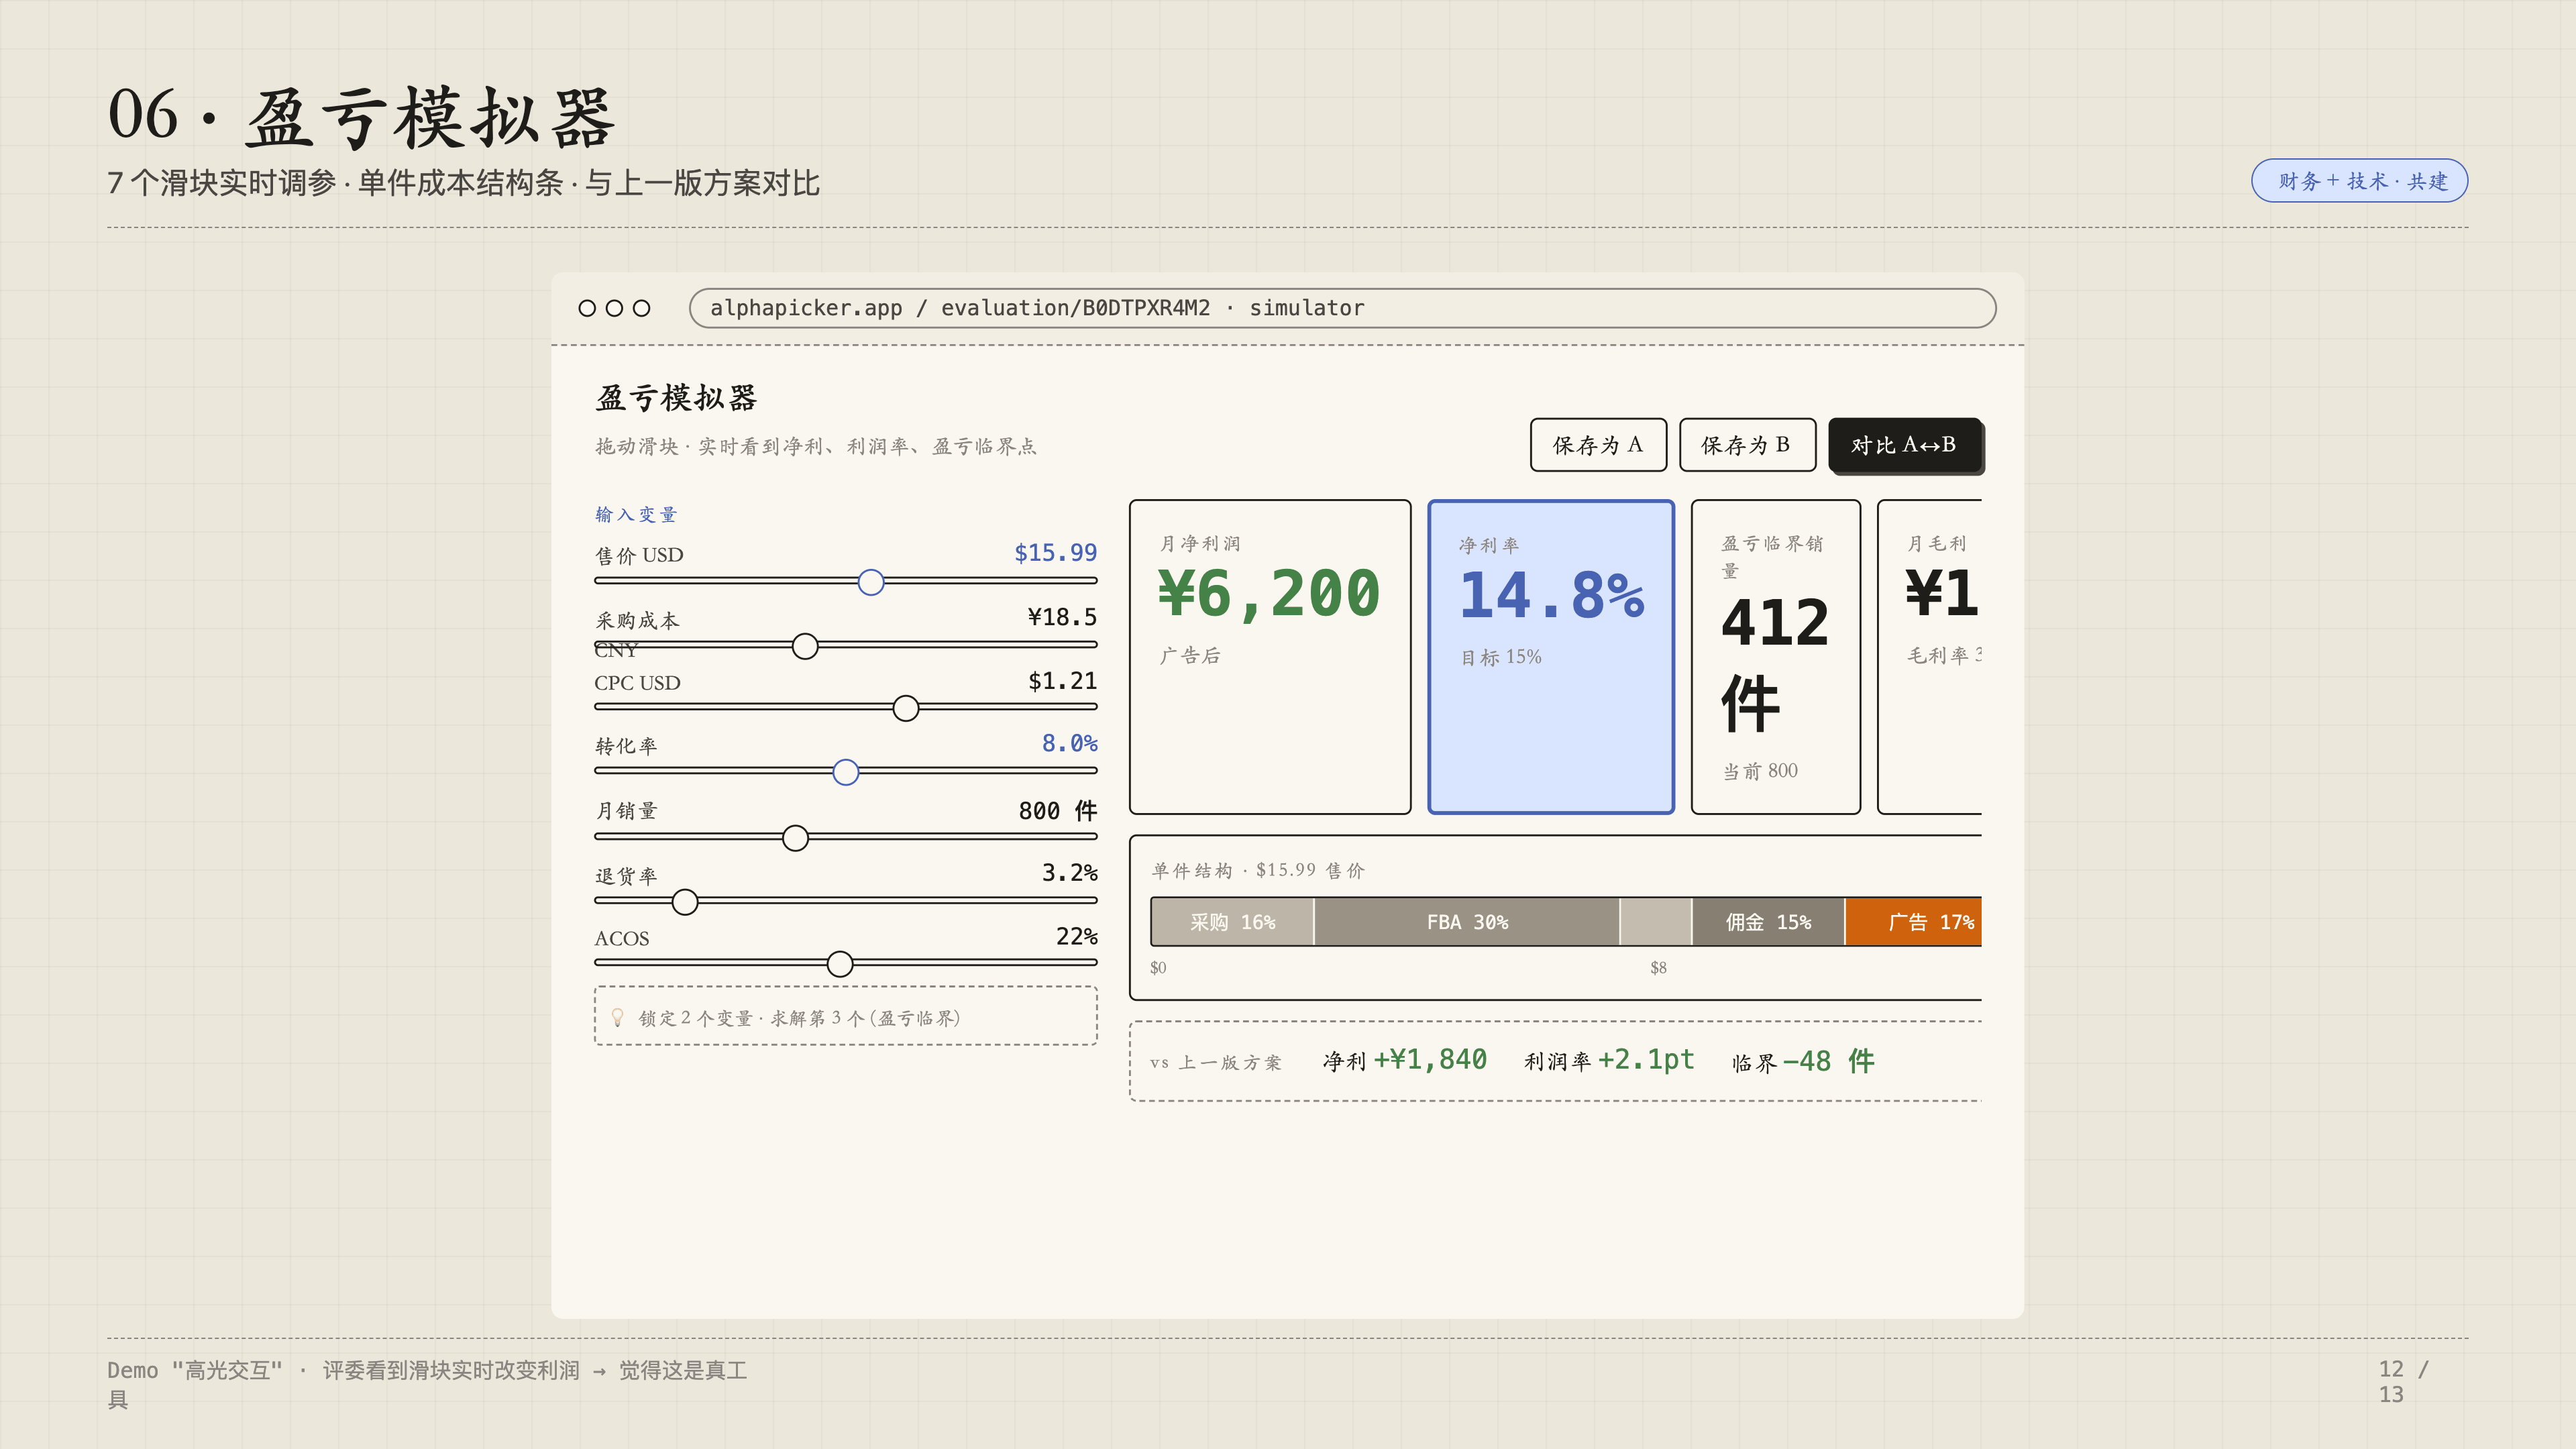 06 · 盈亏模拟器
7 个滑块实时调参 · 单件成本结构条 · 与上一版方案对比
财务 + 技术 · 共建
alphapicker.app / evaluation/B0DTPXR4M2 · simulator
盈亏模拟器
拖动滑块 · 实时看到净利、利润率、盈亏临界点
保存为 A
保存为 B
对比 A↔B
输入变量
售价 USD
$15.99
采购成本
CNY
¥18.5
CPC USD
$1.21
转化率
8.0%
月销量
800 件
退货率
3.2%
ACOS
22%
💡 锁定 2 个变量 · 求解第 3 个 (盈亏临界)
月净利润
¥6,200
广告后
净利率
14.8%
目标 15%
盈亏临界销
量
412
件
当前 800
月毛利
¥1
毛利率 3
单件结构 · $15.99 售价
采购 16%
FBA 30%
佣金 15%
广告 17%
$0
$8
vs 上一版方案
净利 +¥1,840
利润率 +2.1pt
临界 −48 件
Demo "高光交互" · 评委看到滑块实时改变利润 → 觉得这是真工
具
12 /
13